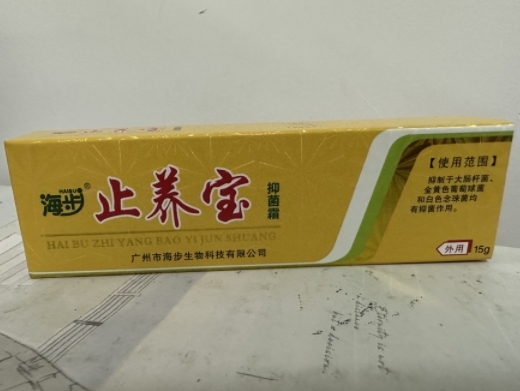 HAIBU
海步®
止养宝
抑菌霜
HAI BU ZHI YANG BAO YI JUN SHUANG
广州市海步生物科技有限公司
【使用范围】
抑制于大肠杆菌、
金黄色葡萄球菌
和白色念珠菌均
有抑菌作用。
外用
15g